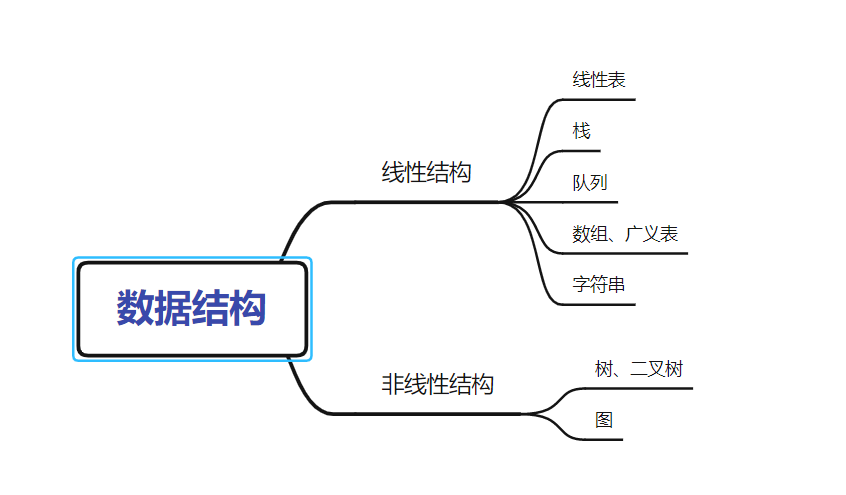 数据结构
线性结构
线性表
栈
队列
数组、广义表
字符串
非线性结构
树、二叉树
图